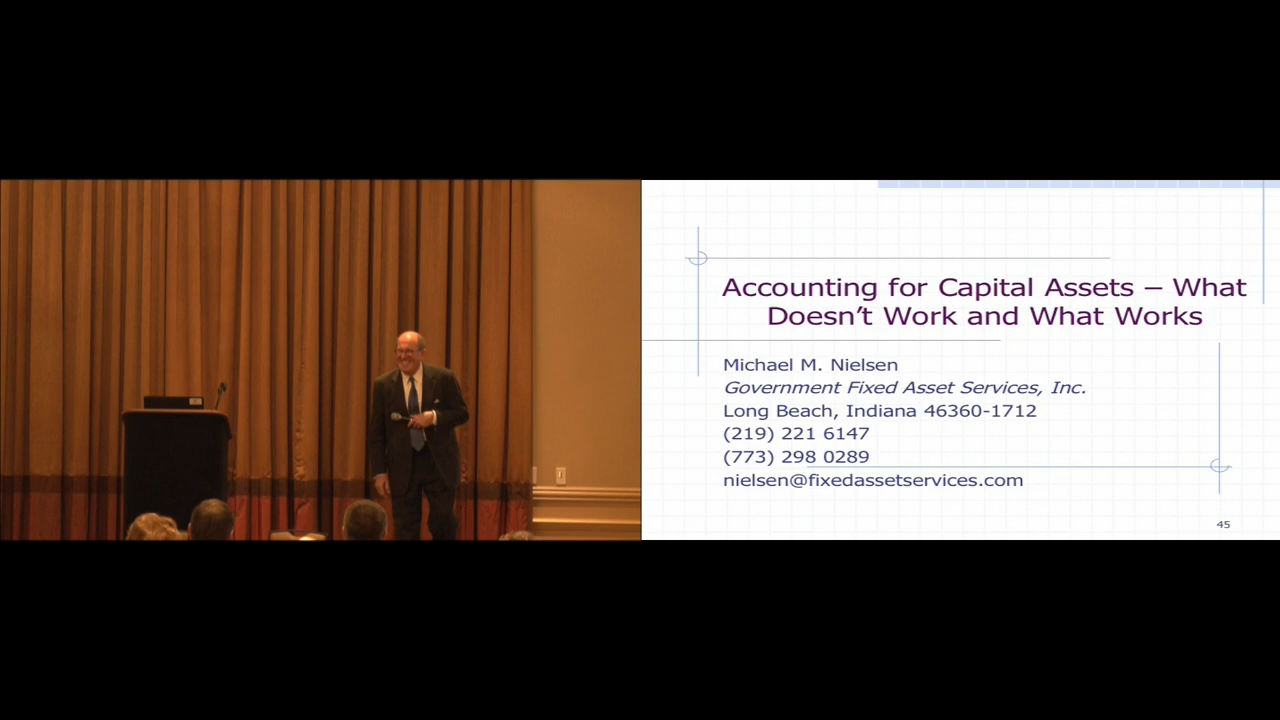 Accounting for Capital Assets – What
Doesn’t Work and What Works
Michael M. Nielsen
Government Fixed Asset Services, Inc.
Long Beach, Indiana 46360-1712
(219) 221 6147
(773) 298 0289
nielsen@fixedassetservices.com
45